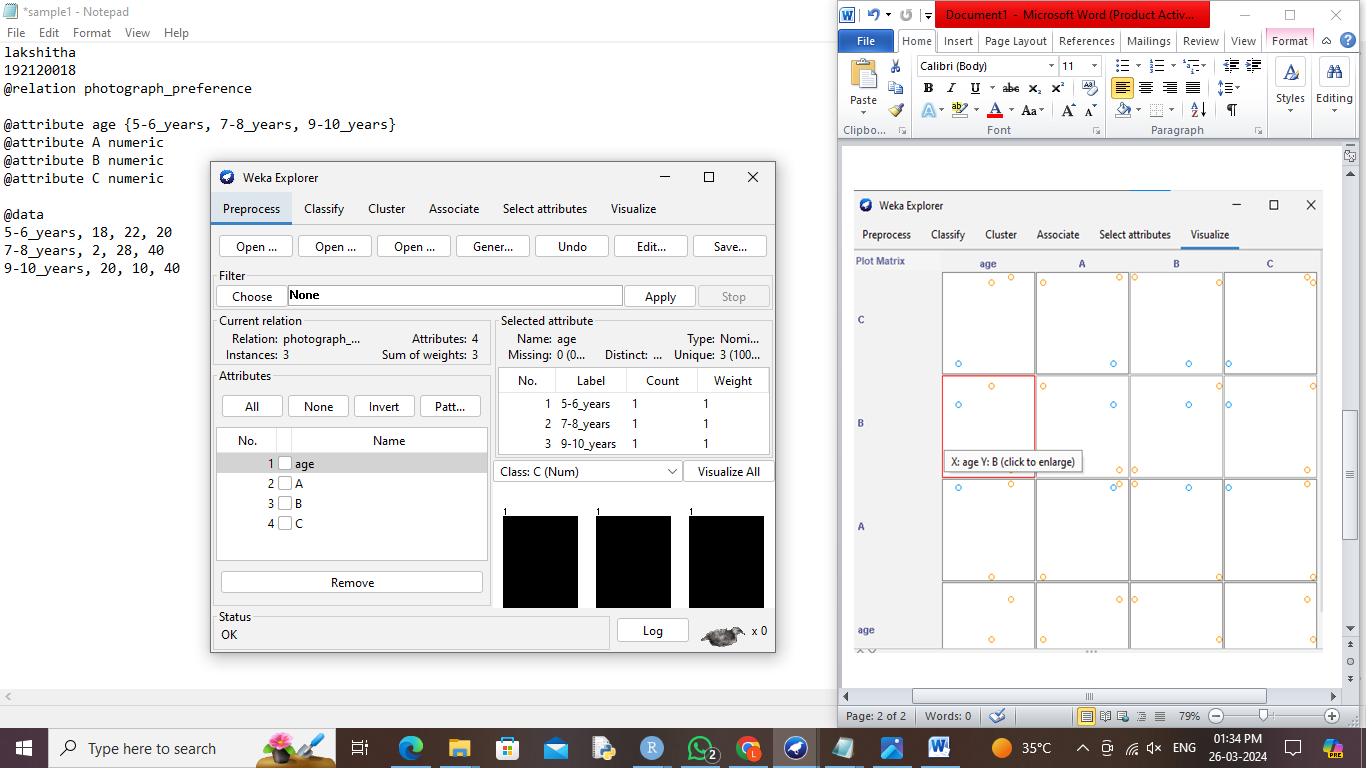 *sample1 - Notepad
File Edit Format View Help
lakshitha
192120018
@relation photograph_preference
@attribute age {5-6_years, 7-8_years, 9-10_years}
@attribute A numeric
@attribute B numeric
@attribute C numeric
@data
5-6_years, 18, 22, 20
7-8_years, 2, 28, 40
9-10_years, 20, 10, 40
Weka Explorer
Preprocess Classify Cluster Associate Select attributes Visualize
Open ... Open ... Open ... Gener... Undo Edit... Save...
Filter
Choose None Apply Stop
Current relation
Relation: photograph_... Attributes: 4
Instances: 3 Sum of weights: 3
Selected attribute
Name: age Type: Nomi...
Missing: 0 (0... Distinct: ... Unique: 3 (100...
No. Label Count Weight
1 5-6_years 1 1
2 7-8_years 1 1
3 9-10_years 1 1
Attributes
All None Invert Patt...
No. Name
1 age
2 A
3 B
4 C
Remove
Class: C (Num) Visualize All
1 1 1
Status
OK
Log x 0
Document1 - Microsoft Word (Product Activ...
File Home Insert Page Layout References Mailings Review View Format
Calibri (Body) 11
Paste
B I U abc x₂ x²
A ab A Aa A A
Styles Editing
Clipbo... Font Paragraph
Weka Explorer
Preprocess Classify Cluster Associate Select attributes Visualize
Plot Matrix age A B C
C
B
X: age Y: B (click to enlarge)
A
age
Page: 2 of 2 Words: 0 79%
Type here to search
2
35°C ENG 01:34 PM
26-03-2024
PRE